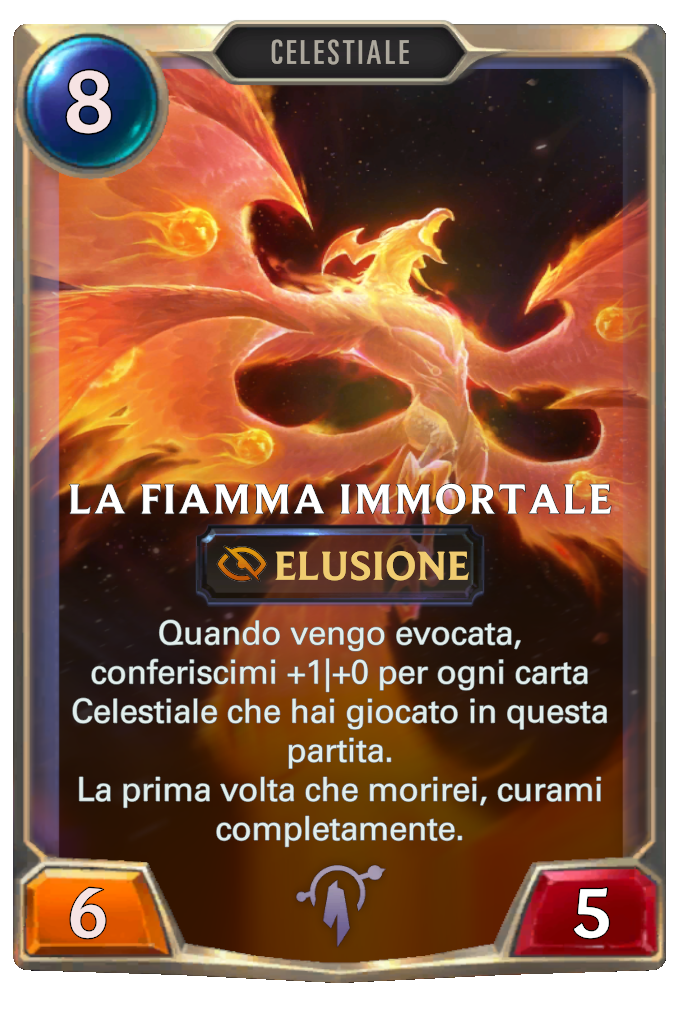 CELESTIALE
8
LA FIAMMA IMMORTALE
ELUSIONE
Quando vengo evocata,
conferiscimi +1|+0 per ogni carta
Celestiale che hai giocato in questa
partita.
La prima volta che morirei, curami
completamente.
6
5